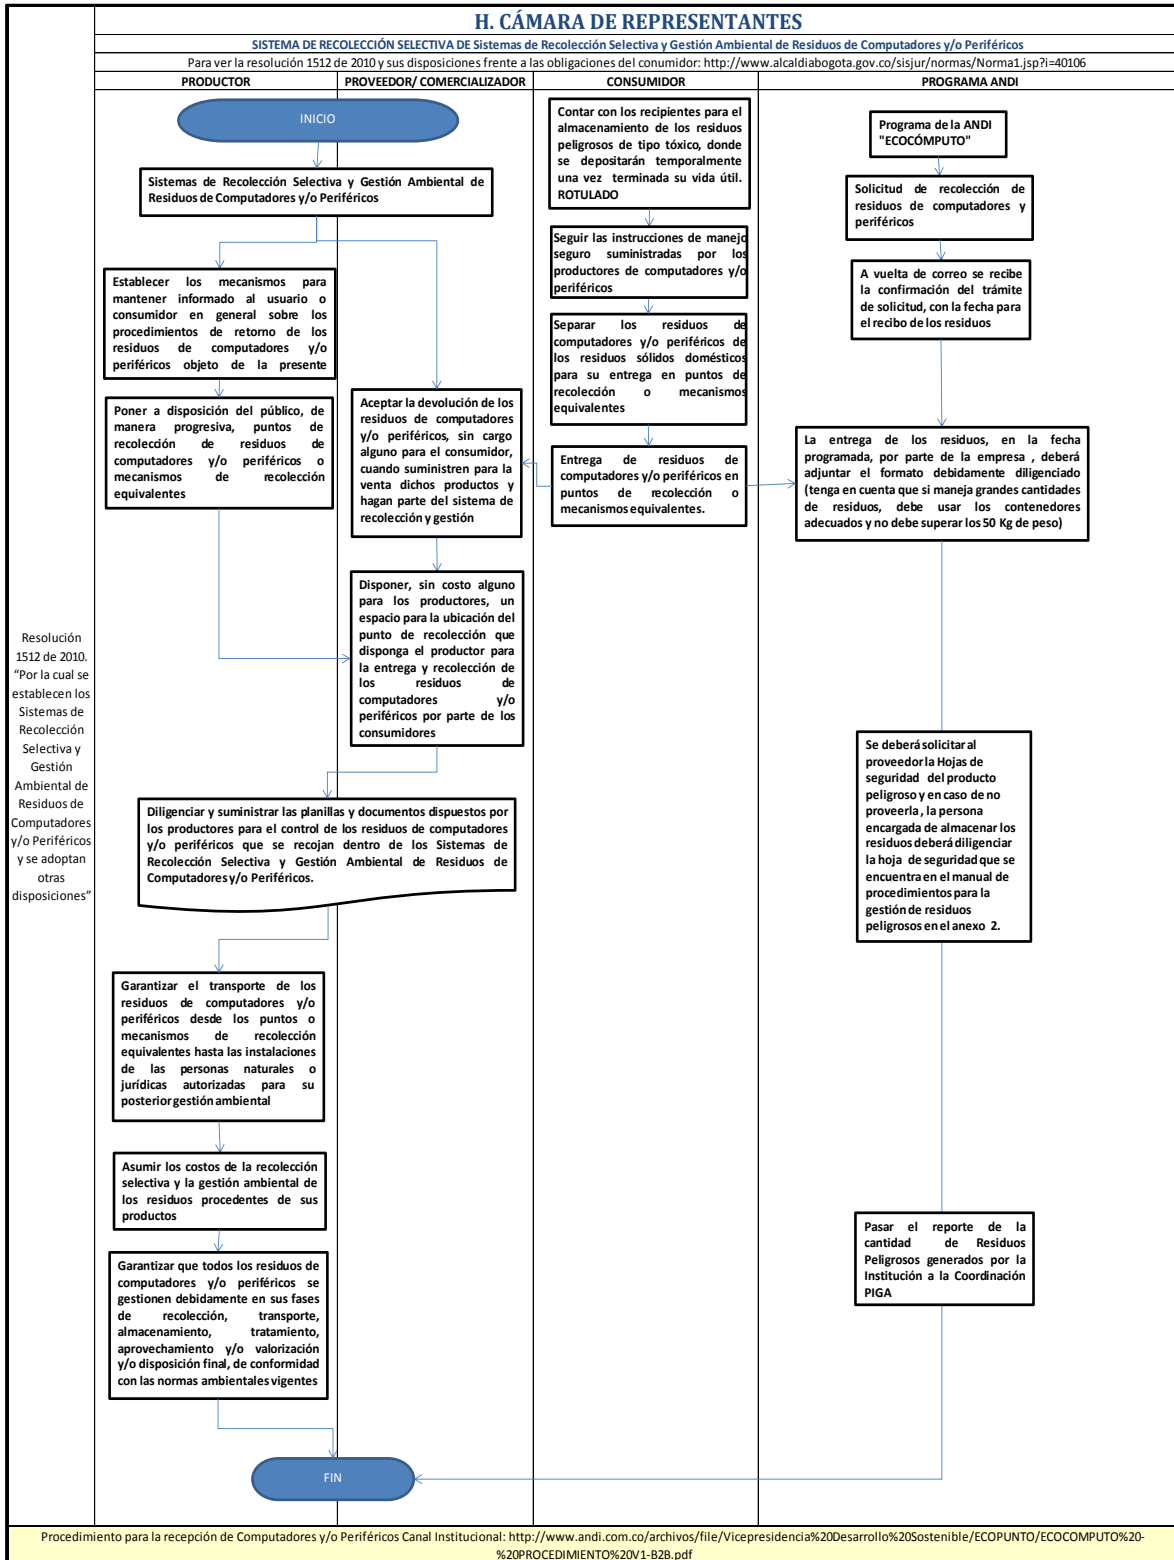 H. CÁMARA DE REPRESENTANTES
SISTEMA DE RECOLECCIÓN SELECTIVA DE Sistemas de Recolección Selectiva y Gestión Ambiental de Residuos de Computadores y/o Periféricos
Para ver la resolución 1512 de 2010 y sus disposiciones frente a las obligaciones del conumidor: http://www.alcaldiabogota.gov.co/sisjur/normas/Norma1.jsp?i=40106
PRODUCTOR
PROVEEDOR/ COMERCIALIZADOR
CONSUMIDOR
PROGRAMA ANDI
Resolución
1512 de 2010.
“Por la cual se
establecen los
Sistemas de
Recolección
Selectiva y
Gestión
Ambiental de
Residuos de
Computadores
y/o Periféricos
y se adoptan
otras
disposiciones”
INICIO
Sistemas de Recolección Selectiva y Gestión Ambiental de
Residuos de Computadores y/o Periféricos
Establecer los mecanismos para
mantener informado al usuario o
consumidor en general sobre los
procedimientos de retorno de los
residuos de computadores y/o
periféricos objeto de la presente
Poner a disposición del público, de
manera progresiva, puntos de
recolección de residuos de
computadores y/o periféricos o
mecanismos de recolección
equivalentes
Aceptar la devolución de los
residuos de computadores
y/o periféricos, sin cargo
alguno para el consumidor,
cuando suministren para la
venta dichos productos y
hagan parte del sistema de
recolección y gestión
Disponer, sin costo alguno
para los productores, un
espacio para la ubicación del
punto de recolección que
disponga el productor para
la entrega y recolección de
los residuos de
computadores y/o
periféricos por parte de los
consumidores
Diligenciar y suministrar las planillas y documentos dispuestos por
los productores para el control de los residuos de computadores
y/o periféricos que se recojan dentro de los Sistemas de
Recolección Selectiva y Gestión Ambiental de Residuos de
Computadores y/o Periféricos.
Garantizar el transporte de los
residuos de computadores y/o
periféricos desde los puntos o
mecanismos de recolección
equivalentes hasta las instalaciones
de las personas naturales o
jurídicas autorizadas para su
posterior gestión ambiental
Asumir los costos de la recolección
selectiva y la gestión ambiental de
los residuos procedentes de sus
productos
Garantizar que todos los residuos de
computadores y/o periféricos se
gestionen debidamente en sus fases
de recolección, transporte,
almacenamiento, tratamiento,
aprovechamiento y/o valorización
y/o disposición final, de conformidad
con las normas ambientales vigentes
FIN
Contar con los recipientes para el
almacenamiento de los residuos
peligrosos de tipo tóxico, donde
se depositarán temporalmente
una vez terminada su vida útil.
ROTULADO
Seguir las instrucciones de manejo
seguro suministradas por los
productores de computadores y/o
periféricos
Separar los residuos de
computadores y/o periféricos de
los residuos sólidos domésticos
para su entrega en puntos de
recolección o mecanismos
equivalentes
Entrega de residuos de
computadores y/o periféricos en
puntos de recolección o
mecanismos equivalentes.
Programa de la ANDI
"ECOCÓMPUTO"
Solicitud de recolección de
residuos de computadores y
periféricos
A vuelta de correo se recibe
la confirmación del trámite
de solicitud, con la fecha para
el recibo de los residuos
La entrega de los residuos, en la fecha
programada, por parte de la empresa , deberá
adjuntar el formato debidamente diligenciado
(tenga en cuenta que si maneja grandes cantidades
de residuos, debe usar los contenedores
adecuados y no debe superar los 50 Kg de peso)
Se deberá solicitar al
proveedor la Hojas de
seguridad del producto
peligroso y en caso de no
proveerla , la persona
encargada de almacenar los
residuos deberá diligenciar
la hoja de seguridad que se
encuentra en el manual de
procedimientos para la
gestión de residuos
peligrosos en el anexo 2.
Pasar el reporte de la
cantidad de Residuos
Peligrosos generados por la
Institución a la Coordinación
PIGA
Procedimiento para la recepción de Computadores y/o Periféricos Canal Institucional: http://www.andi.com.co/archivos/file/Vicepresidencia%20Desarrollo%20Sostenible/ECOPUNTO/ECOCOMPUTO%20-
%20PROCEDIMIENTO%20V1-B2B.pdf